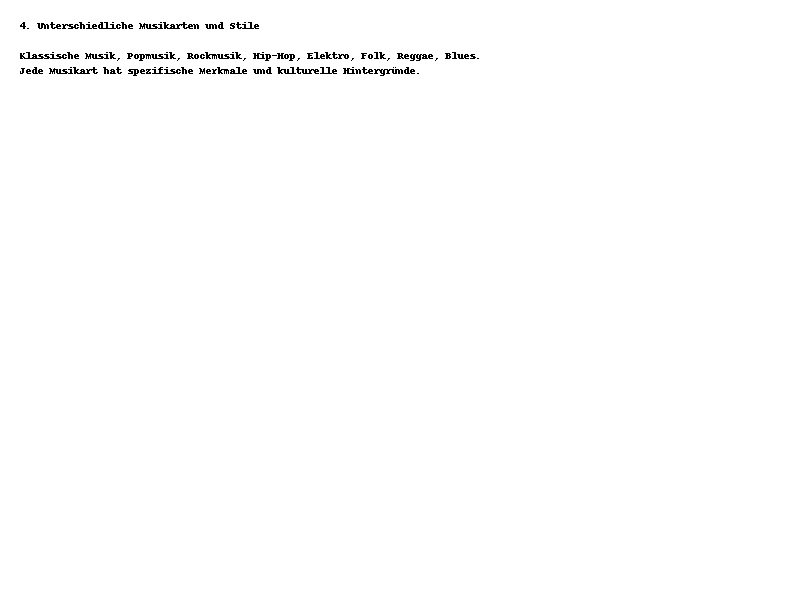 4. Unterschiedliche Musikarten und Stile
Klassische Musik, Popmusik, Rockmusik, Hip-Hop, Elektro, Folk, Reggae, Blues.
Jede Musikart hat spezifische Merkmale und kulturelle Hintergründe.